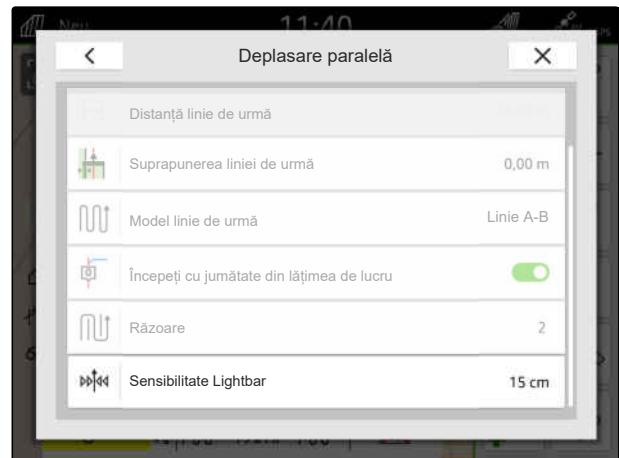 Neu
11:40
Deplasare paralelă
Distanță linie de urmă
Suprapunerea liniei de urmă
0,00 m
Model linie de urmă
Linie A-B
Începeți cu jumătate din lățimea de lucru
Răzoare
2
Sensibilitate Lightbar
15 cm